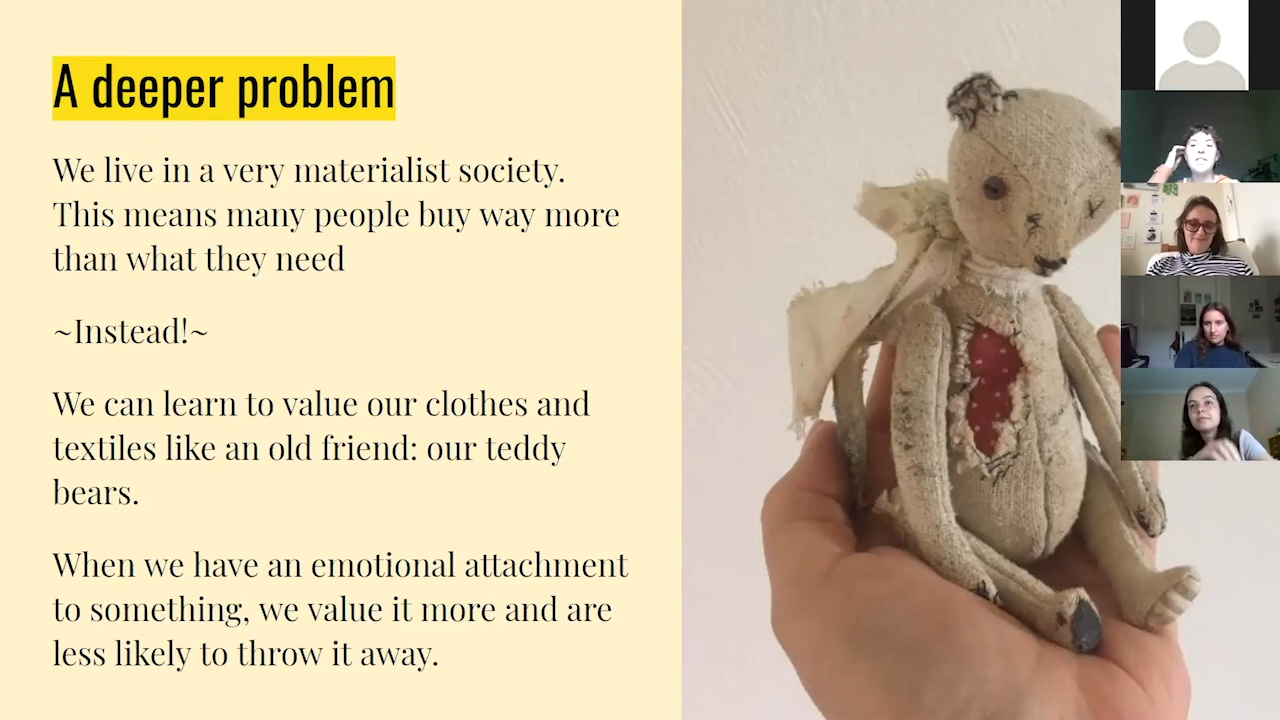 A deeper problem
We live in a very materialist society.
This means many people buy way more
than what they need
~Instead!~
We can learn to value our clothes and
textiles like an old friend: our teddy
bears.
When we have an emotional attachment
to something, we value it more and are
less likely to throw it away.